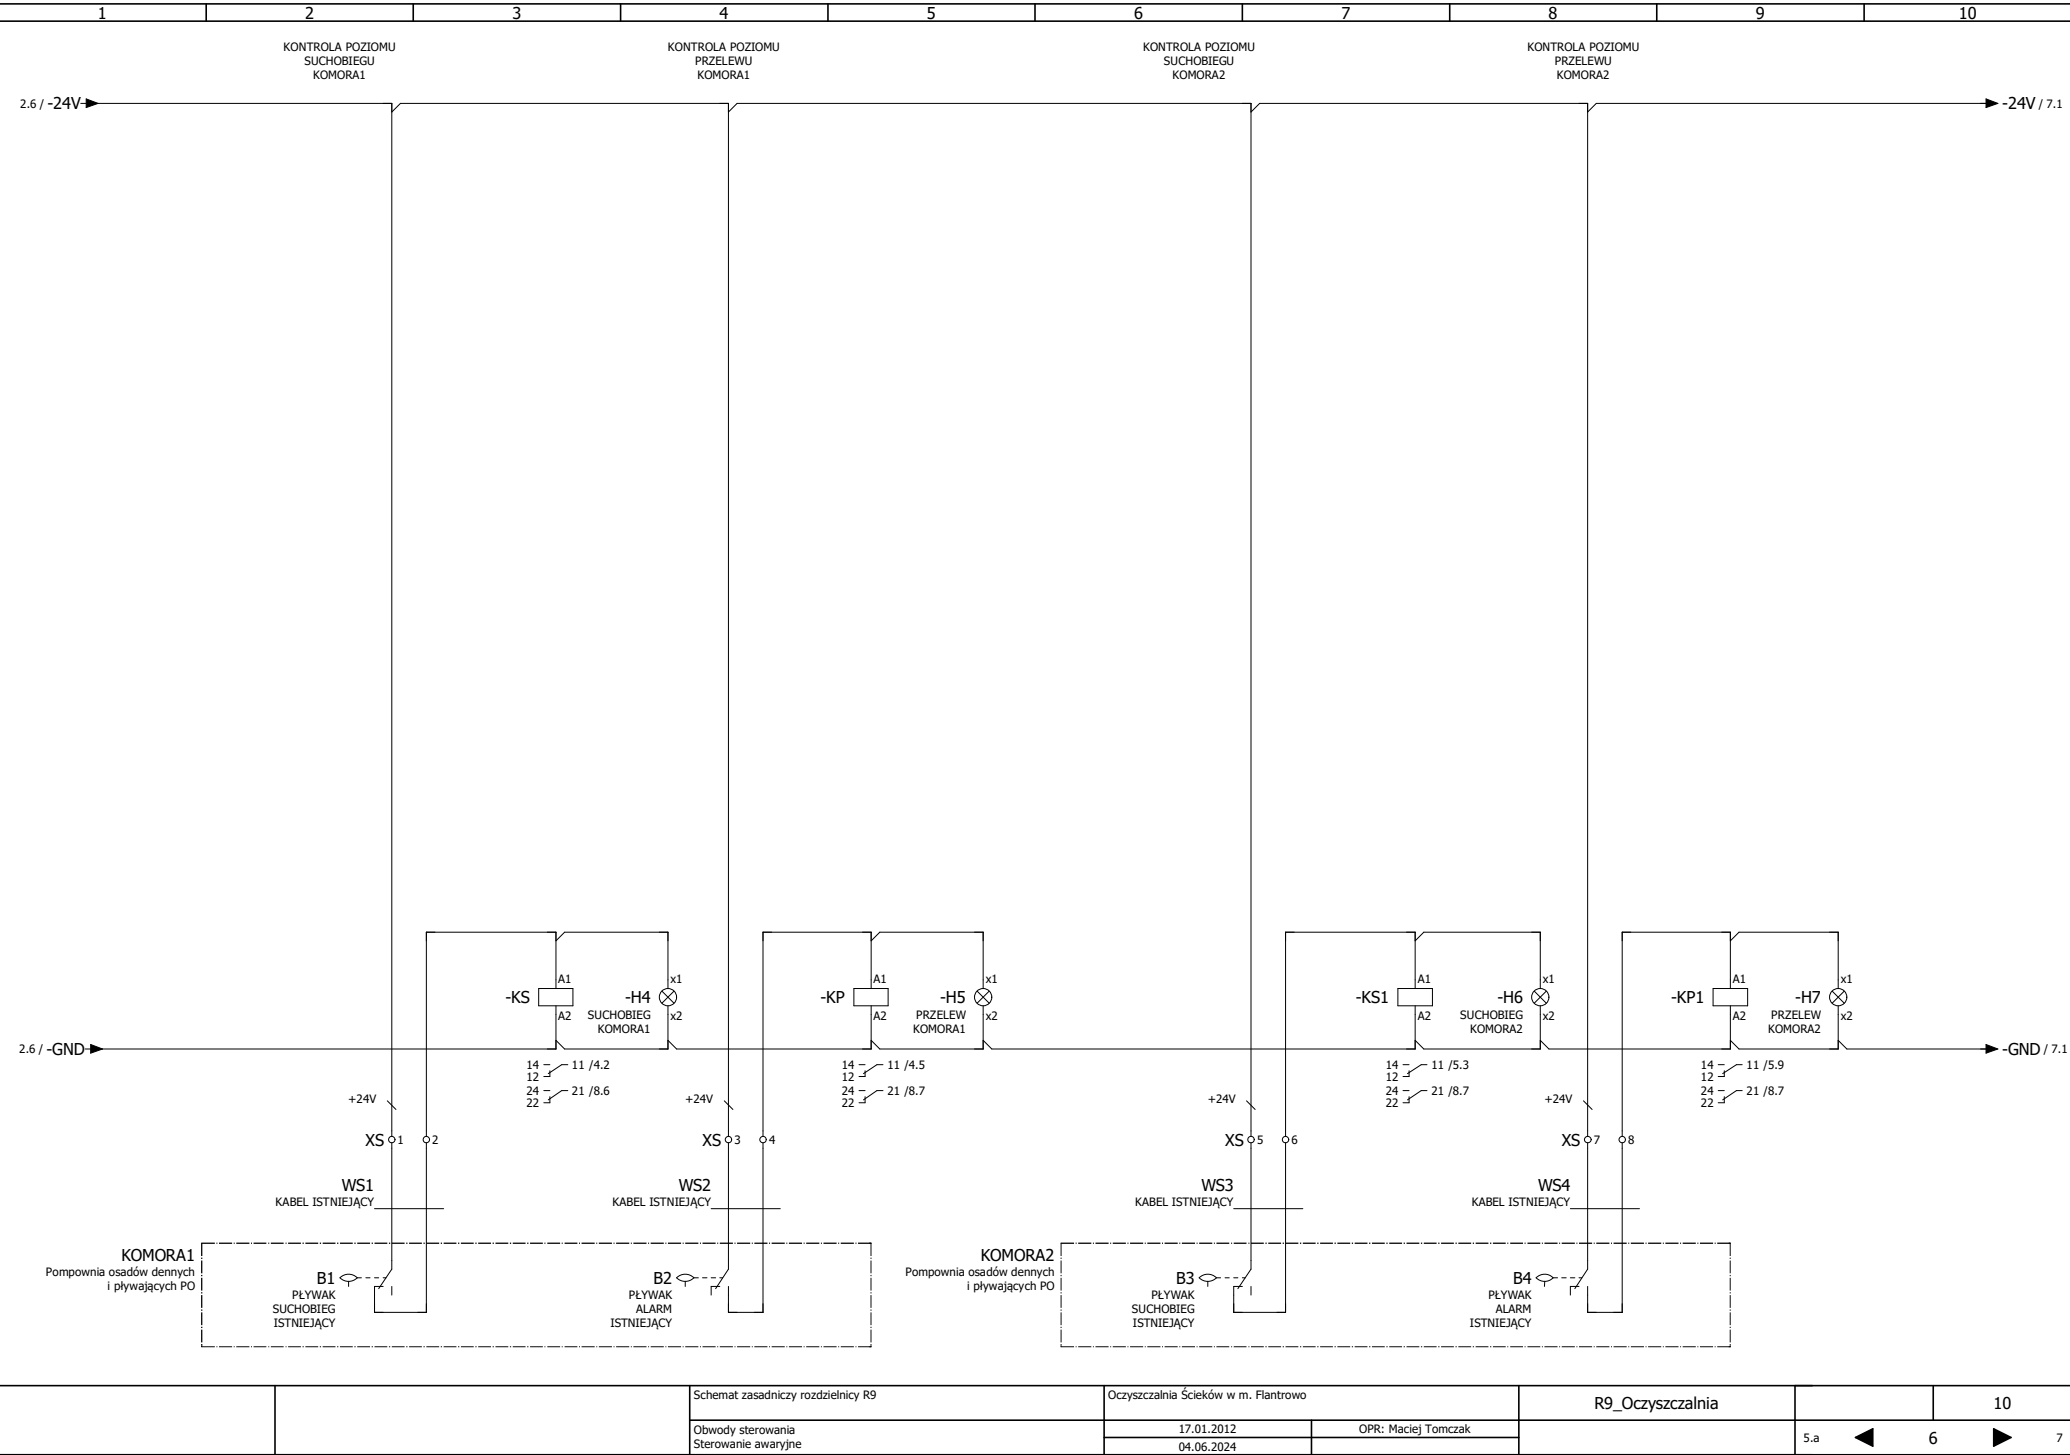 1 2 3 4 5 6 7 8 9 10
KONTROLA POZIOMU
SUCHOBIEGU
KOMORA1
KONTROLA POZIOMU
PRZELEWU
KOMORA1
KONTROLA POZIOMU
SUCHOBIEGU
KOMORA2
KONTROLA POZIOMU
PRZELEWU
KOMORA2
2.6 / -24V
-24V / 7.1
-KS A1 A2
-H4 x1 x2
SUCHOBIEG
KOMORA1
-KP A1 A2
-H5 x1 x2
PRZELEW
KOMORA1
-KS1 A1 A2
-H6 x1 x2
SUCHOBIEG
KOMORA2
-KP1 A1 A2
-H7 x1 x2
PRZELEW
KOMORA2
2.6 / -GND
-GND / 7.1
14 11 /4.2
12
24 21 /8.6
22
14 11 /4.5
12
24 21 /8.7
22
14 11 /5.3
12
24 21 /8.7
22
14 11 /5.9
12
24 21 /8.7
22
+24V
+24V
+24V
+24V
XS 1 2
XS 3 4
XS 5 6
XS 7 8
WS1
KABEL ISTNIEJĄCY
WS2
KABEL ISTNIEJĄCY
WS3
KABEL ISTNIEJĄCY
WS4
KABEL ISTNIEJĄCY
KOMORA1
Pompownia osadów dennych
i pływających PO
B1
PŁYWAK
SUCHOBIEG
ISTNIEJĄCY
B2
PŁYWAK
ALARM
ISTNIEJĄCY
KOMORA2
Pompownia osadów dennych
i pływających PO
B3
PŁYWAK
SUCHOBIEG
ISTNIEJĄCY
B4
PŁYWAK
ALARM
ISTNIEJĄCY
Schemat zasadniczy rozdzielnicy R9
Obwody sterowania
Sterowanie awaryjne
Oczyszczalnia Ścieków w m. Flantrowo
17.01.2012
OPR: Maciej Tomczak
04.06.2024
R9_Oczyszczalnia
10
5.a 6 7